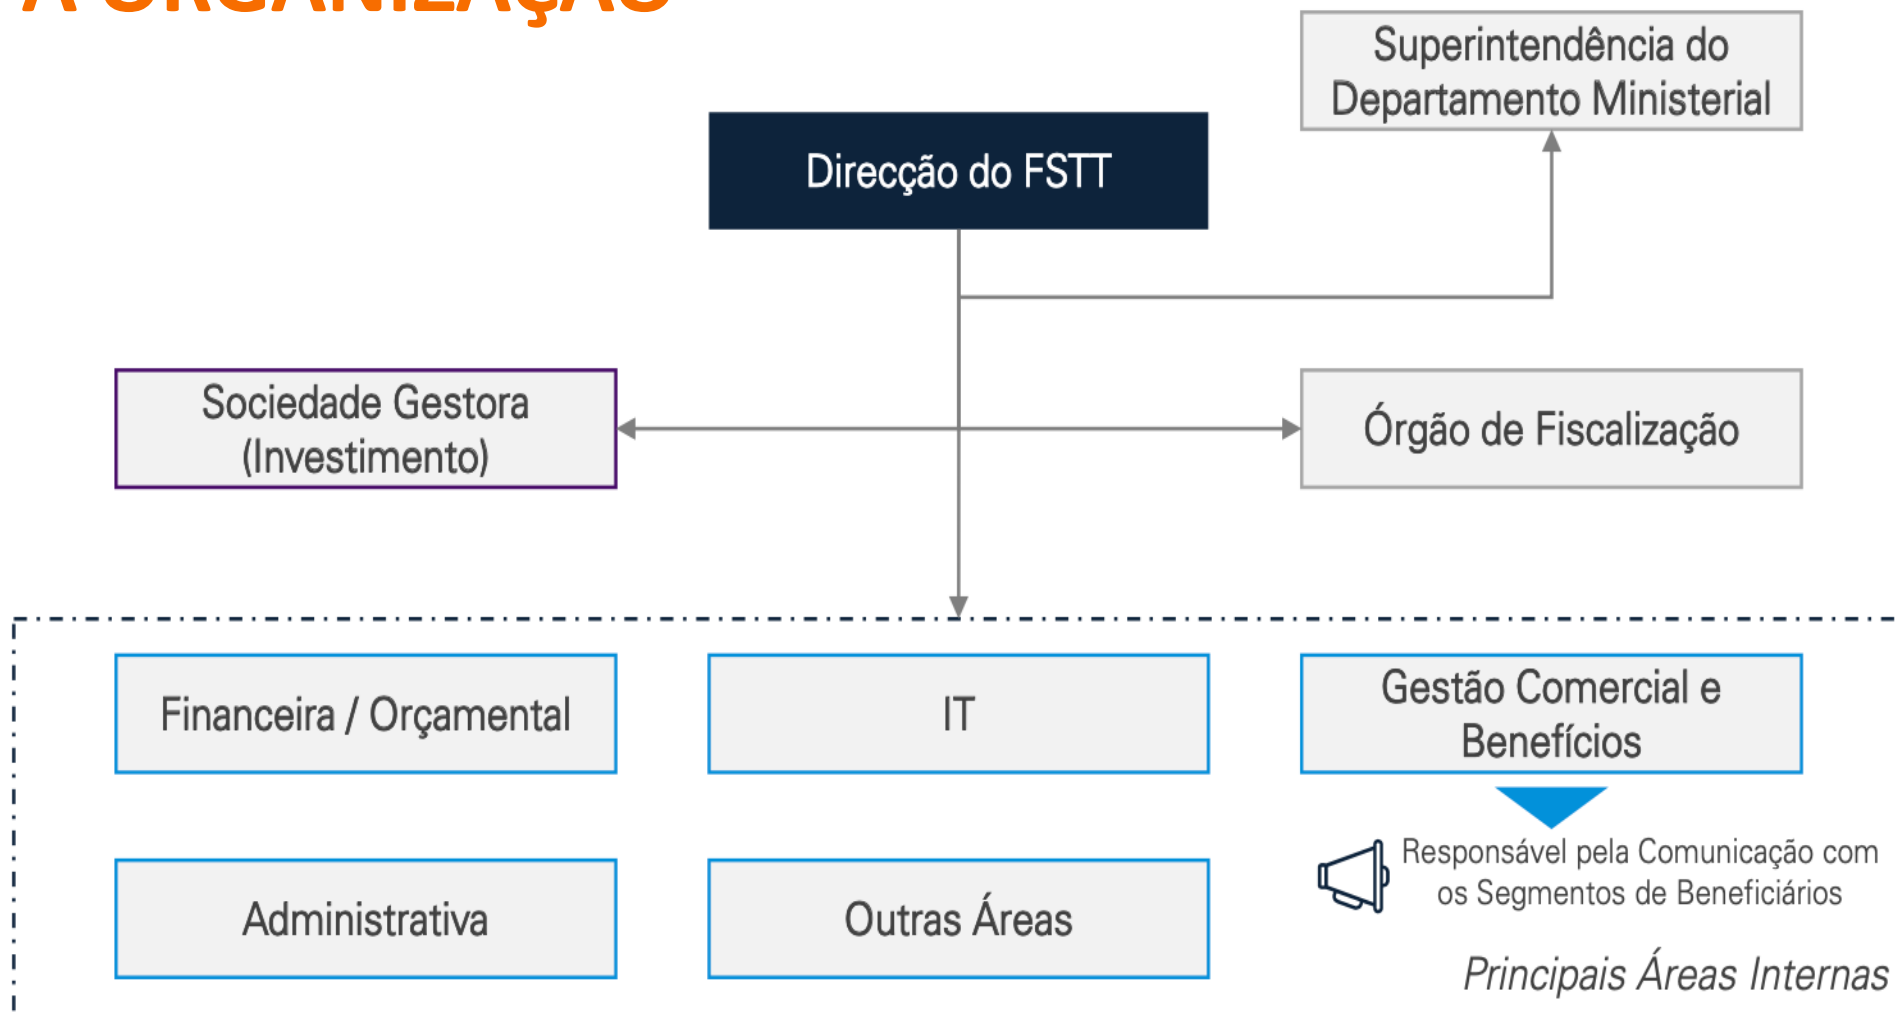 A ORGANIZAÇÃO
Superintendência do
Departamento Ministerial
Direcção do FSTT
Sociedade Gestora
(Investimento)
Órgão de Fiscalização
Financeira / Orçamental
IT
Gestão Comercial e
Benefícios
Responsável pela Comunicação com
os Segmentos de Beneficiários
Administrativa
Outras Áreas
Principais Áreas Internas